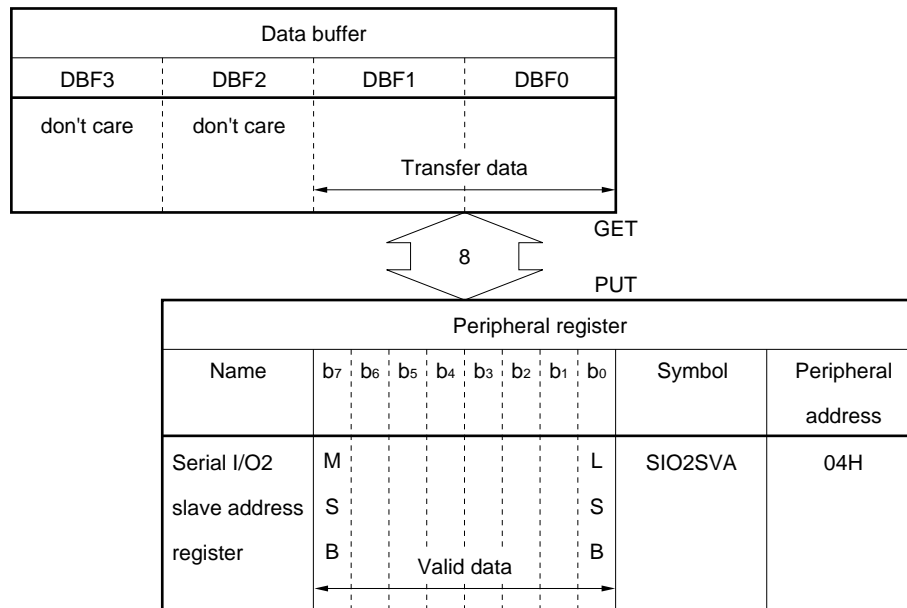 Data buffer
DBF3 DBF2 DBF1 DBF0
don't care don't care
Transfer data
GET
8
PUT
Peripheral register
Name b7 b6 b5 b4 b3 b2 b1 b0 Symbol Peripheral
address
Serial I/O2 M L SIO2SVA 04H
slave address S S
register B B
Valid data